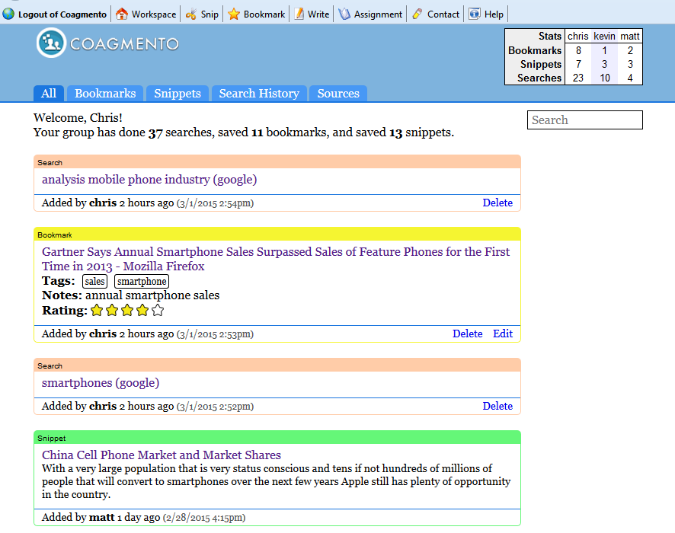 Logout of Coagmento Workspace Snip Bookmark Write Assignment Contact Help
COAGMENTO
Stats chris kevin matt
Bookmarks 8 1 2
Snippets 7 3 3
Searches 23 10 4
All Bookmarks Snippets Search History Sources
Welcome, Chris!
Your group has done 37 searches, saved 11 bookmarks, and saved 13 snippets.
Search
Search
analysis mobile phone industry (google)
Added by chris 2 hours ago (3/1/2015 2:54pm) Delete
Bookmark
Gartner Says Annual Smartphone Sales Surpassed Sales of Feature Phones for the First
Time in 2013 - Mozilla Firefox
Tags: sales smartphone
Notes: annual smartphone sales
Rating:
Added by chris 2 hours ago (3/1/2015 2:53pm) Delete Edit
Search
smartphones (google)
Added by chris 2 hours ago (3/1/2015 2:52pm) Delete
Snippet
China Cell Phone Market and Market Shares
With a very large population that is very status conscious and tens if not hundreds of millions of
people that will convert to smartphones over the next few years Apple still has plenty of opportunity
in the country.
Added by matt 1 day ago (2/28/2015 4:15pm)